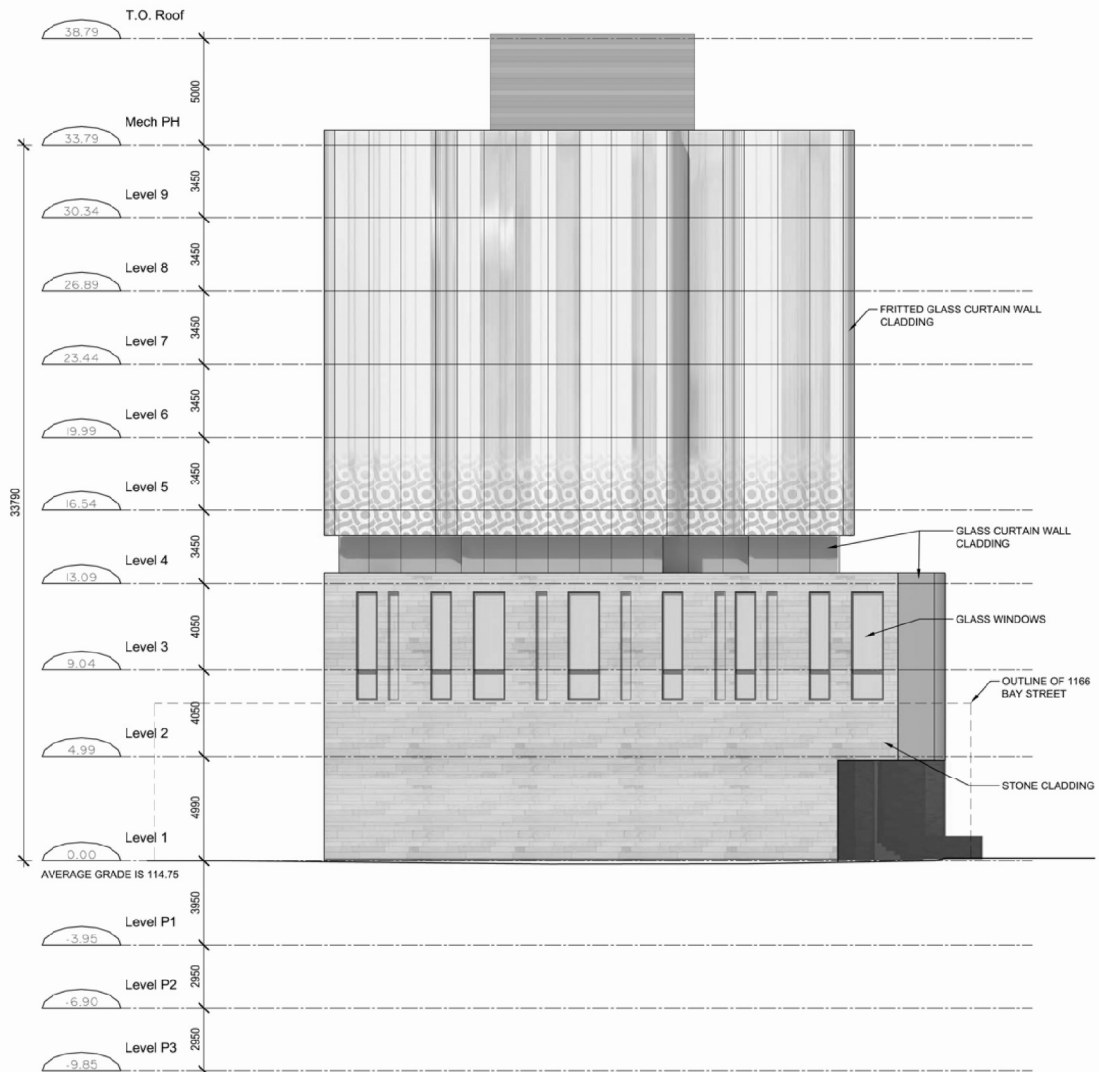 T.O. Roof
38.79
5000
Mech PH
33.79
3450
Level 9
30.34
3450
Level 8
26.89
3450
FRITTED GLASS CURTAIN WALL
CLADDING
Level 7
23.44
3450
Level 6
19.99
3450
Level 5
16.54
33790
3450
GLASS CURTAIN WALL
CLADDING
Level 4
13.09
4050
GLASS WINDOWS
Level 3
9.04
OUTLINE OF 1166
BAY STREET
4050
Level 2
4.99
STONE CLADDING
4990
Level 1
0.00
AVERAGE GRADE IS 114.75
3950
Level P1
-3.95
2950
Level P2
-6.90
2950
Level P3
-9.85